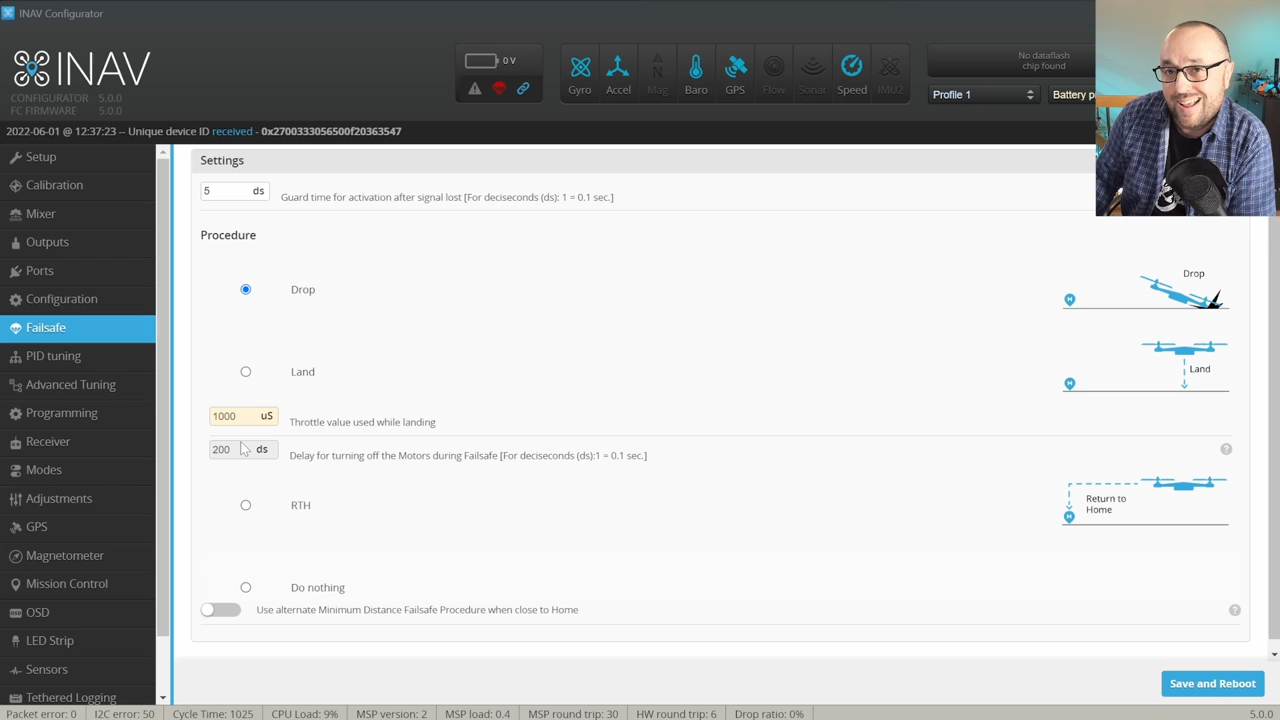 INAV Configurator
INAV
CONFIGURATOR 5.0.0
FC FIRMWARE 5.0.0
0 V
Gyro
Accel
Mag
Baro
GPS
Flow
Sonar
Speed
IMU2
No dataflash
chip found
Profile 1
Battery p
2022-06-01 @ 12:37:23 -- Unique device ID received - 0x2700333056500f20363547
Setup
Calibration
Mixer
Outputs
Ports
Configuration
Failsafe
PID tuning
Advanced Tuning
Programming
Receiver
Modes
Adjustments
GPS
Magnetometer
Mission Control
OSD
LED Strip
Sensors
Tethered Logging
Settings
5 ds Guard time for activation after signal lost [For deciseconds (ds): 1 = 0.1 sec.]
Procedure
Drop
Drop
H
Land
Land
H
1000 uS Throttle value used while landing
200 ds Delay for turning off the Motors during Failsafe [For deciseconds (ds):1 = 0.1 sec.]
?
RTH
Return to
Home
H
Do nothing
Use alternate Minimum Distance Failsafe Procedure when close to Home
?
Save and Reboot
Packet error: 0 I2C error: 50 Cycle Time: 1025 CPU Load: 9% MSP version: 2 MSP load: 0.4 MSP round trip: 30 HW round trip: 6 Drop ratio: 0% 5.0.0